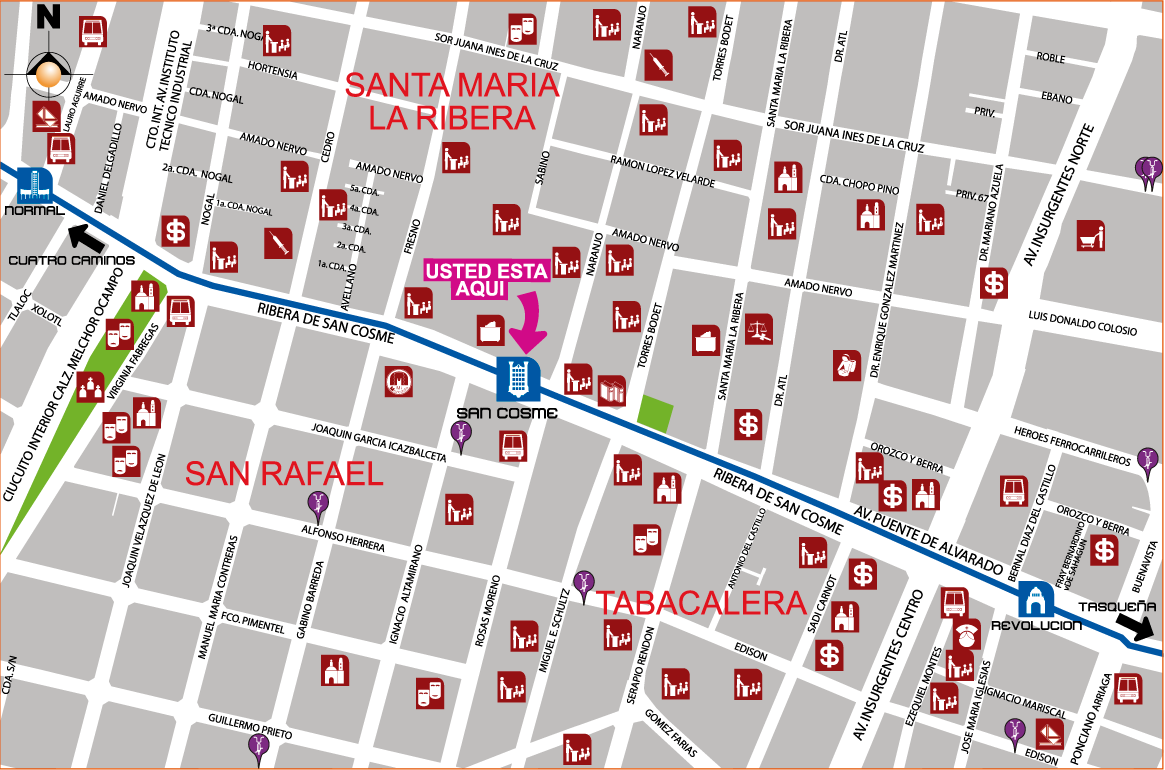 N
3ª CDA. NOGAL
HORTENSIA
SOR JUANA INES DE LA CRUZ
NARANJO
TORRES BODET
SANTA MARIA LA RIBERA
DR. ATL
ROBLE
EBANO
PRIV.
LAURO AGUIRRE
AMADO NERVO
CTO. INT. AV. INSTITUTO
TECNICO INDUSTRIAL
CDA. NOGAL
SANTA MARIA
LA RIBERA
AMADO NERVO
CEDRO
SOR JUANA INES DE LA CRUZ
AV. INSURGENTES NORTE
DANIEL DELGADILLO
2a. CDA. NOGAL
AMADO NERVO
SABINO
RAMON LOPEZ VELARDE
CDA. CHOPO PINO
PRIV. 67
DR. MARIANO AZUELA
NORMAL
NOGAL
1a. CDA. NOGAL
5a. CDA.
4a. CDA.
3a. CDA.
2a. CDA.
1a. CDA.
FRESNO
AVELLANO
NARANJO
AMADO NERVO
CUATRO CAMINOS
USTED ESTA
AQUI
AMADO NERVO
DR. ENRIQUE GONZALEZ MARTINEZ
TLALOC
XOLOTL
RIBERA DE SAN COSME
TORRES BODET
SANTA MARIA LA RIBERA
DR. ATL
LUIS DONALDO COLOSIO
CIUCUITO INTERIOR CALZ. MELCHOR OCAMPO
VIRGINIA FABREGAS
SAN COSME
JOAQUIN GARCIA ICAZBALCETA
HEROES FERROCARRILEROS
OROZCO Y BERRA
SAN RAFAEL
JOAQUIN VELAZQUEZ DE LEON
RIBERA DE SAN COSME
AV. PUENTE DE ALVARADO
BERNAL DIAZ DEL CASTILLO
OROZCO Y BERRA
FRAY BERNARDINO
DE SAHAGUN
BUENAVISTA
ALFONSO HERRERA
MANUEL MARIA CONTRERAS
GABINO BARREDA
IGNACIO ALTAMIRANO
ROSAS MORENO
MIGUEL E. SCHULTZ
ANTONIO DEL CASTILLO
TABACALERA
SADI CARNOT
REVOLUCION
TASQUEÑA
FCO. PIMENTEL
SERAPIO RENDON
EDISON
AV. INSURGENTES CENTRO
EZEQUIEL MONTES
JOSE MARIA IGLESIAS
IGNACIO MARISCAL
PONCIANO ARRIAGA
CDA. S/N
GUILLERMO PRIETO
GOMEZ FARIAS
EDISON